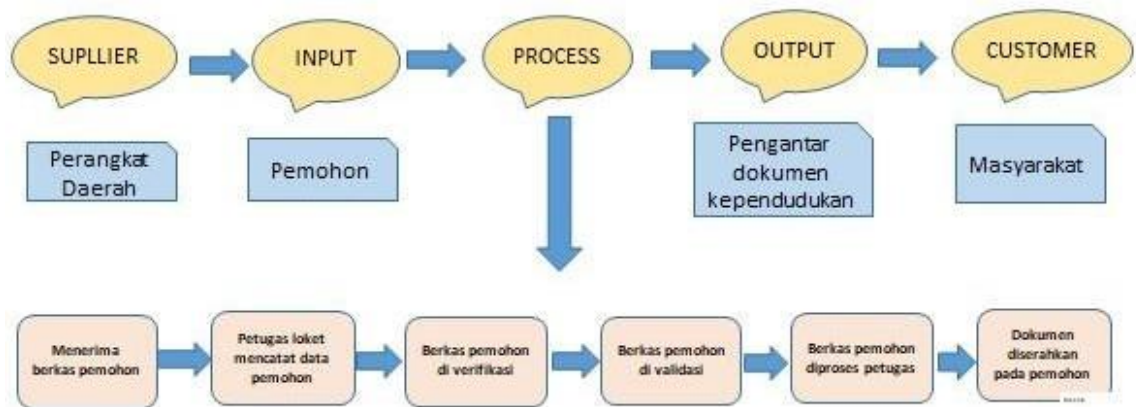 SUPLLIER
INPUT
PROCESS
OUTPUT
CUSTOMER
Perangkat
Daerah
Pemohon
Pengantar
dokumen
kependudukan
Masyarakat
Menerima
berkas pemohon
Petugas loket
mencatat data
pemohon
Berkas pemohon
di verifikasi
Berkas pemohon
di validasi
Berkas pemohon
diproses petugas
Dokumen
diserahkan
pada pemohon